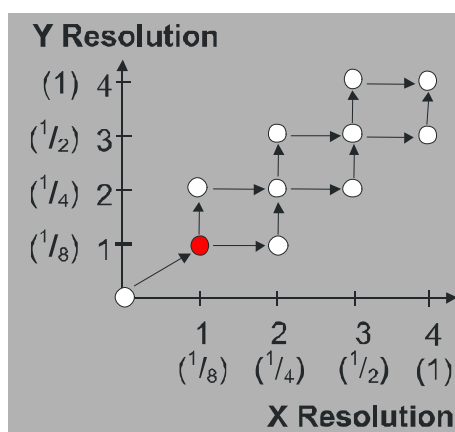 Y Resolution
(1) 4
(1/2) 3
(1/4) 2
(1/8) 1
1 2 3 4
(1/8) (1/4) (1/2) (1)
X Resolution